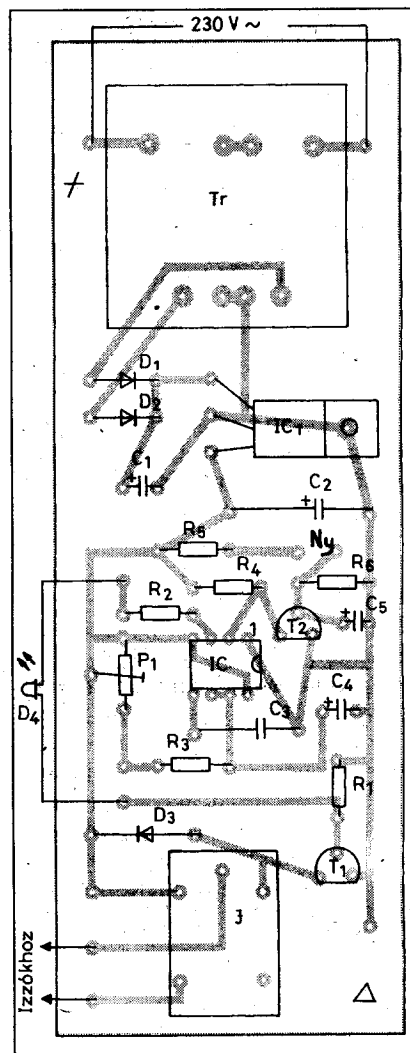 230 V ~
Tr
D1
D2
IC1
C1
+
C2
+
R5
Ny
R4
R6
R2
T2
C5
+
1
P1
IC
D4
C4
+
C3
R3
R1
D3
T1
J
Izzókhoz